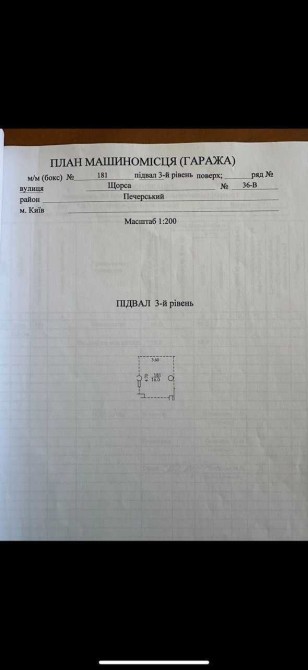 ПЛАН МАШИНОМІСЦЯ (ГАРАЖА)
м/м (бокс) № 181 підвал 3-й рівень поверх; ряд №
вулиця Щорса № 36-В
район Печерський
м. Київ
Масштаб 1:200
ПІДВАЛ 3-й рівень